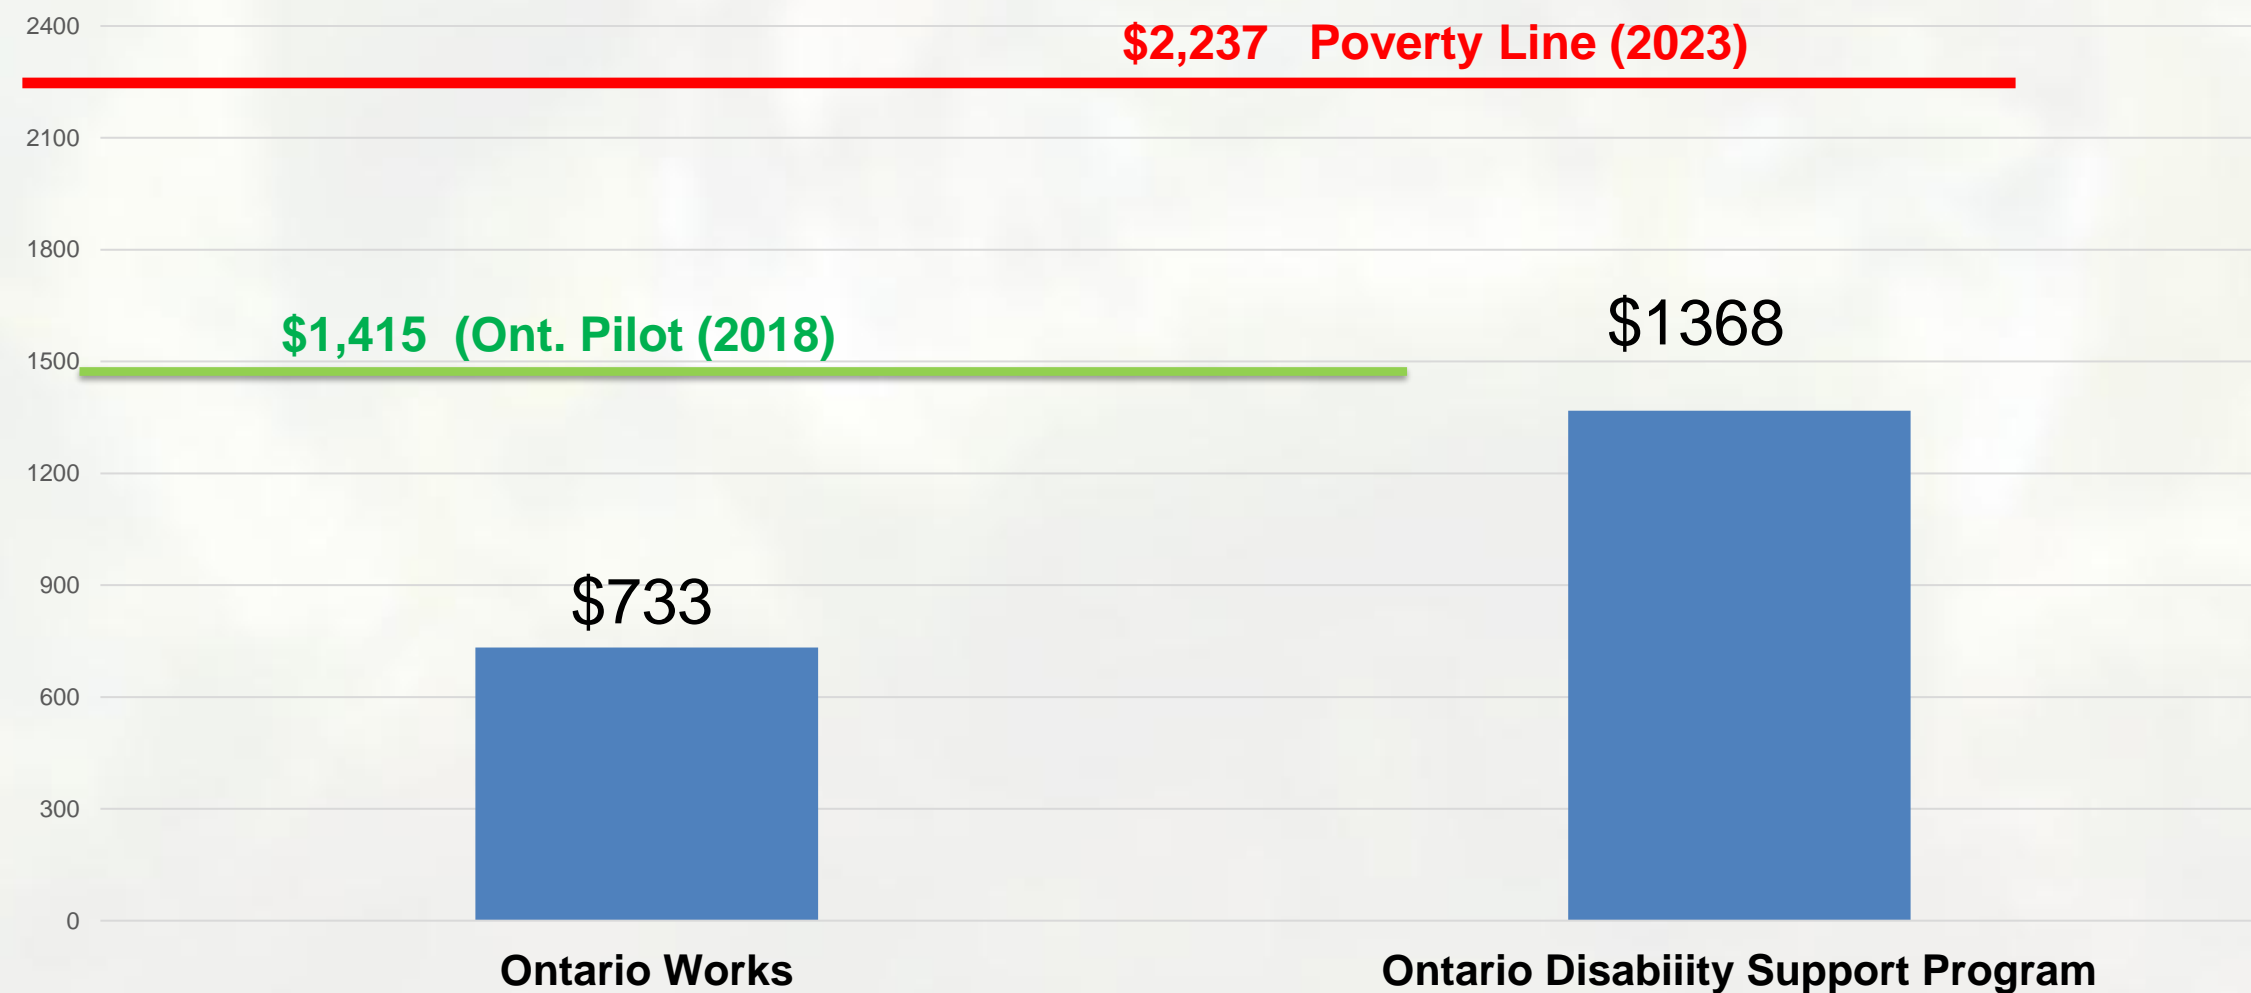 2400
$2,237 Poverty Line (2023)
2100
1800
$1,415 (Ont. Pilot (2018)
$1368
1500
1200
900
$733
600
300
0
Ontario Works
Ontario Disabiiity Support Program